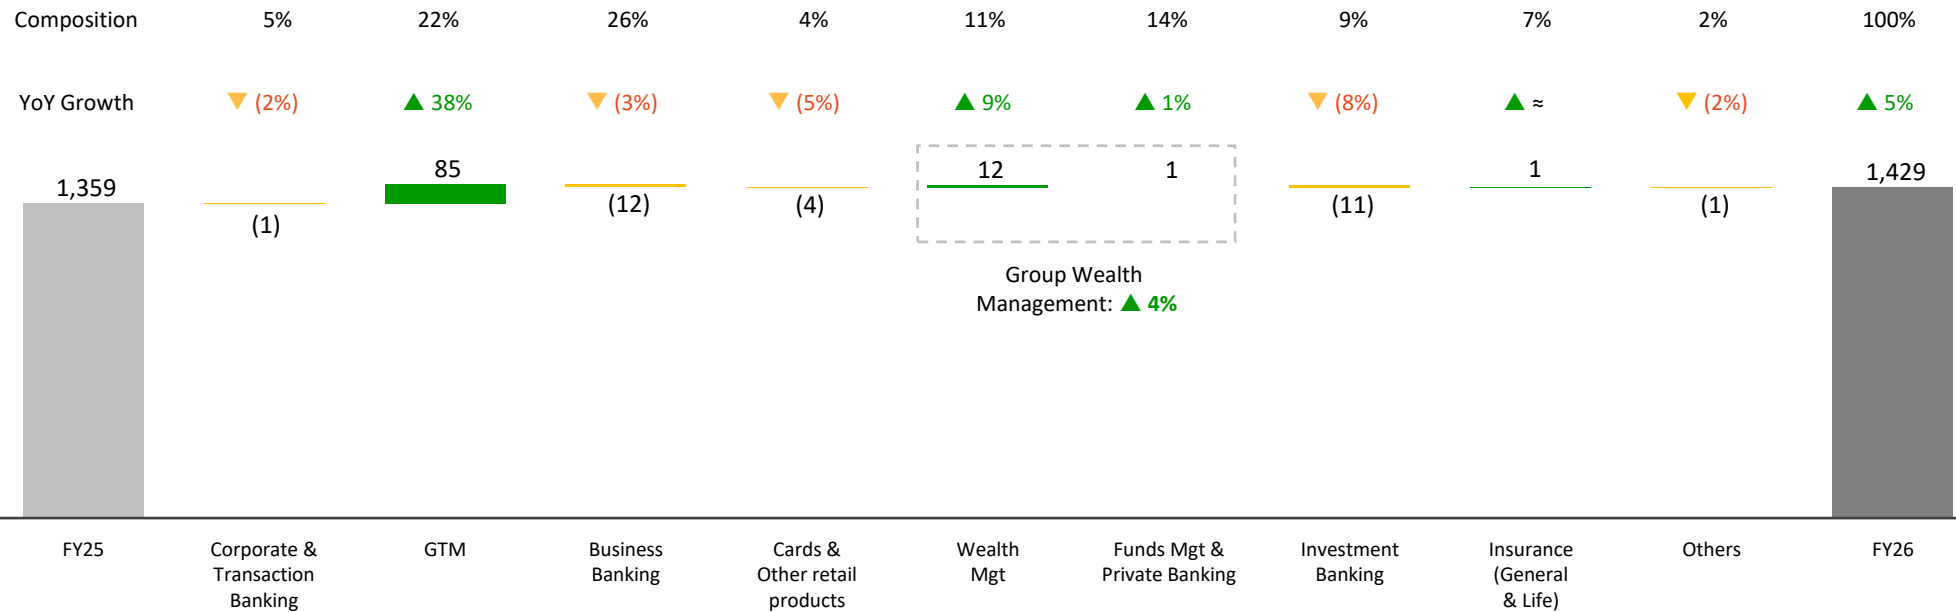 Composition 5% 22% 26% 4% 11% 14% 9% 7% 2% 100%
YoY Growth ▼ (2%) ▲ 38% ▼ (3%) ▼ (5%) ▲ 9% ▲ 1% ▼ (8%) ▲ ≈ ▼ (2%) ▲ 5%
1,359 (1) 85 (12) (4) 12 1 (11) 1 (1) 1,429
Group Wealth
Management: ▲ 4%
FY25
Corporate &
Transaction
Banking
GTM
Business
Banking
Cards &
Other retail
products
Wealth
Mgt
Funds Mgt &
Private Banking
Investment
Banking
Insurance
(General
& Life)
Others
FY26